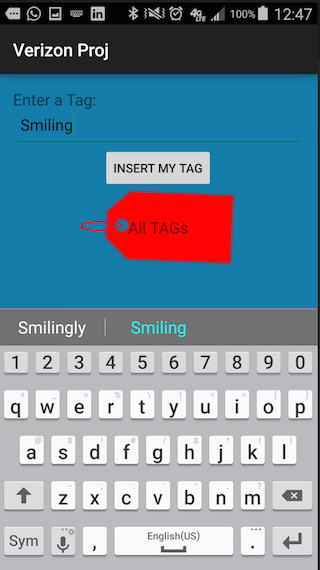 100% 12:47
Verizon Proj
Enter a Tag:
Smiling
INSERT MY TAG
All TAGs
Smilingly Smiling
1 2 3 4 5 6 7 8 9 0
q w e r t y u i o p
a s d f g h j k l
z x c v b n m
Sym , English(US) .